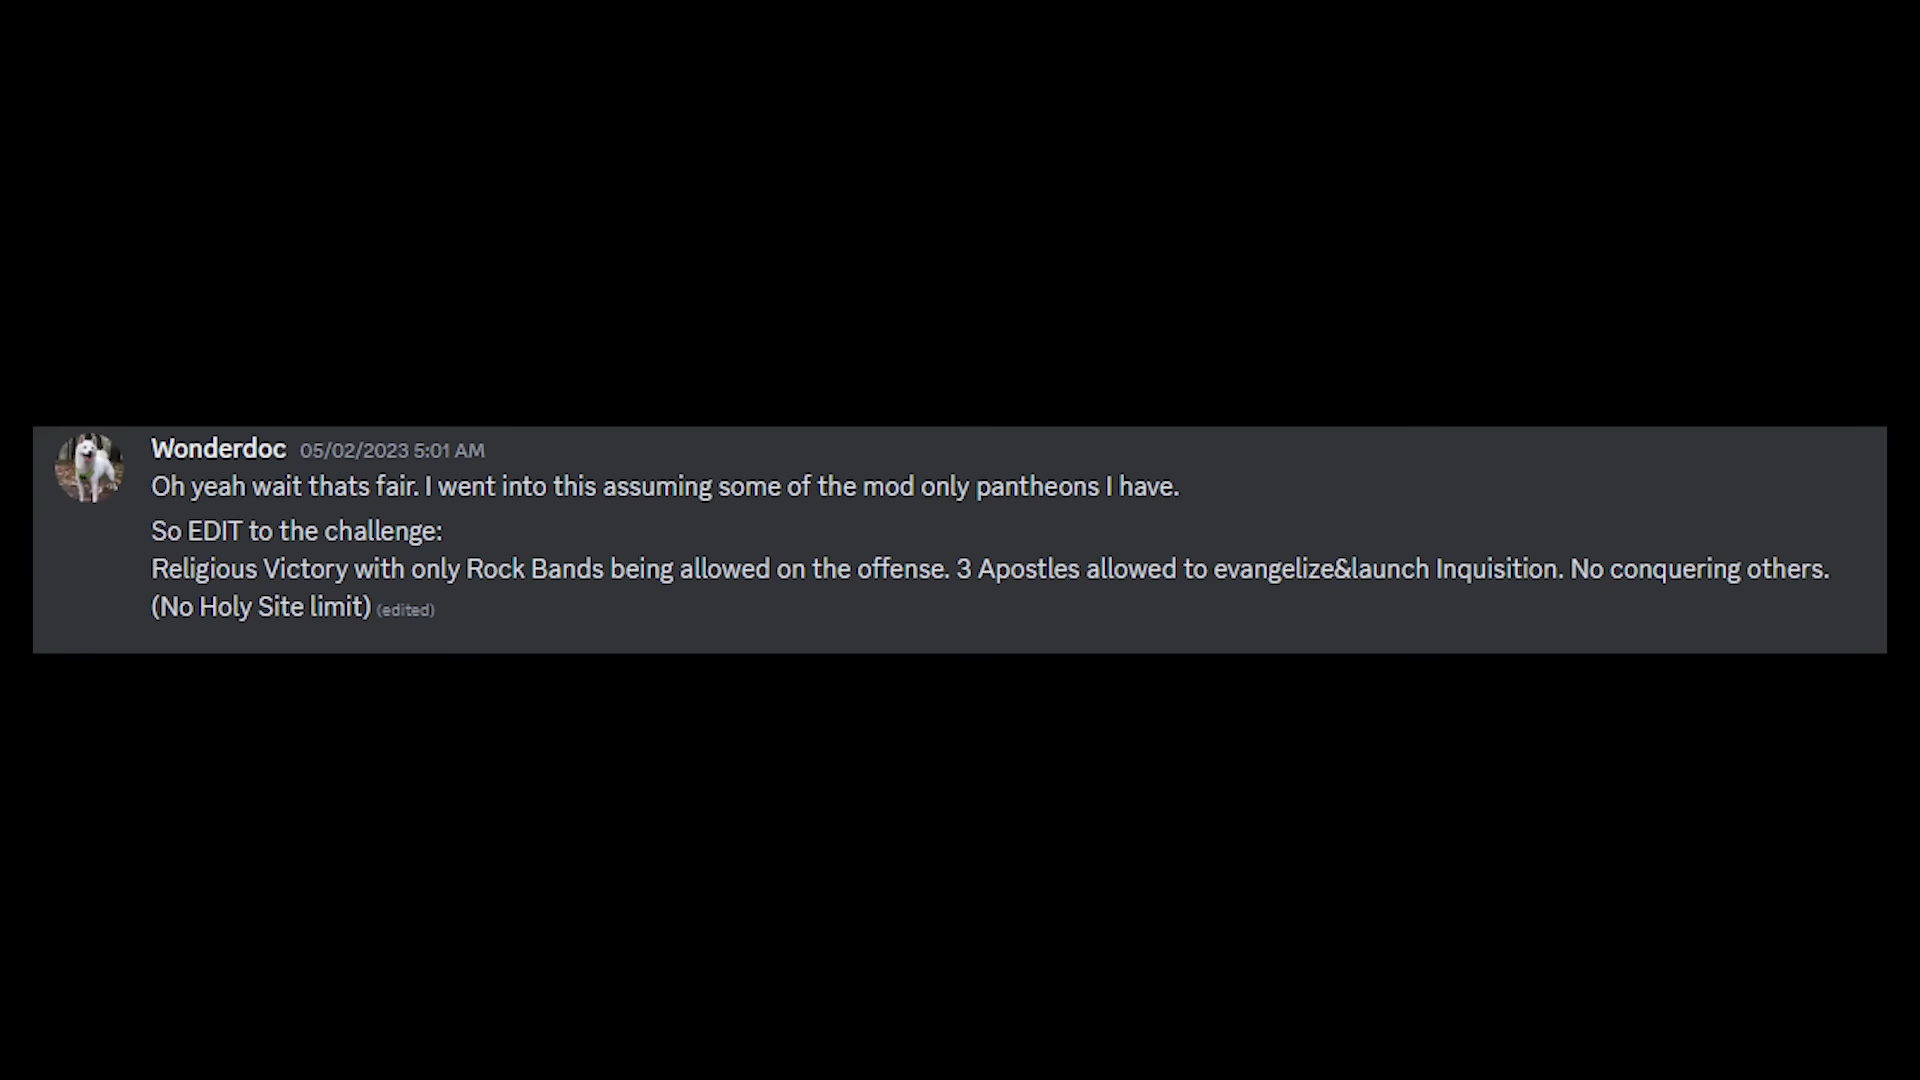 Wonderdoc 05/02/2023 5:01 AM
Oh yeah wait thats fair. I went into this assuming some of the mod only pantheons I have.
So EDIT to the challenge:
Religious Victory with only Rock Bands being allowed on the offense. 3 Apostles allowed to evangelize&launch Inquisition. No conquering others.
(No Holy Site limit) (edited)